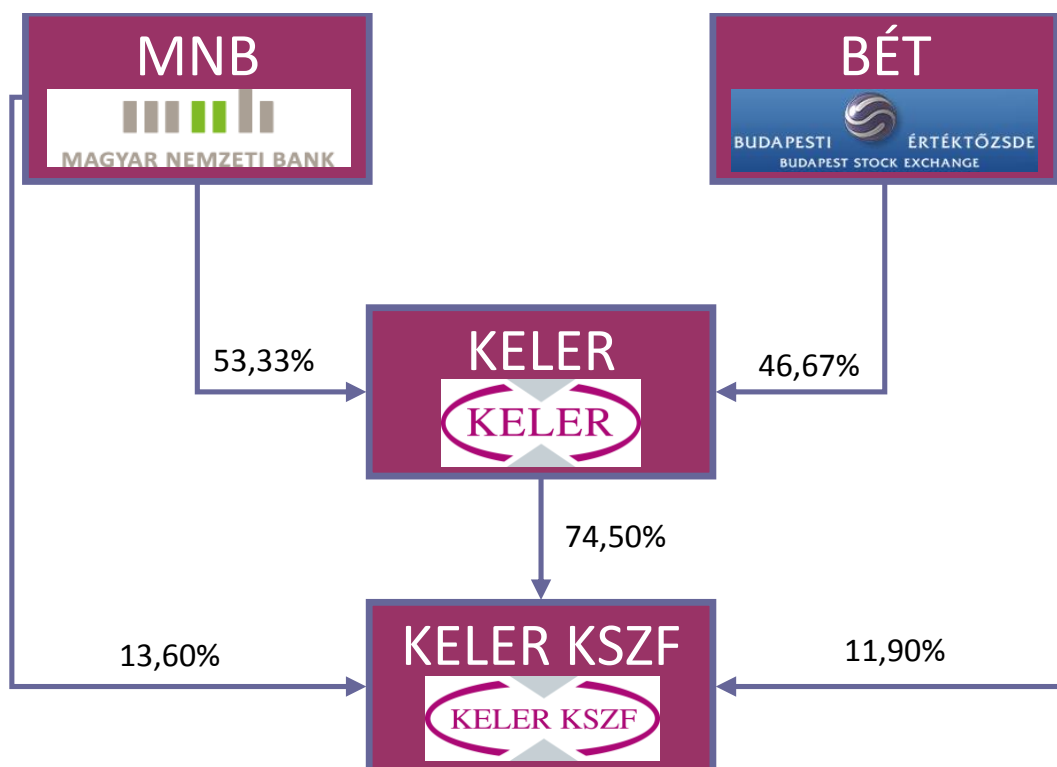 MNB
MAGYAR NEMZETI BANK
BÉT
BUDAPESTI ÉRTÉKTŐZSDE
BUDAPEST STOCK EXCHANGE
53,33%
KELER
KELER
46,67%
74,50%
13,60%
KELER KSZF
KELER KSZF
11,90%